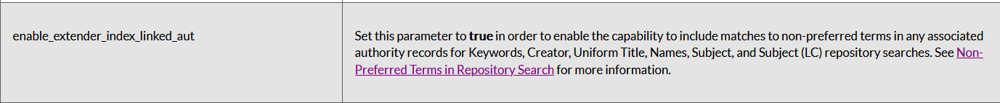 enable_extender_index_linked_aut
Set this parameter to true in order to enable the capability to include matches to non-preferred terms in any associated
authority records for Keywords, Creator, Uniform Title, Names, Subject, and Subject (LC) repository searches. See Non-
Preferred Terms in Repository Search for more information.